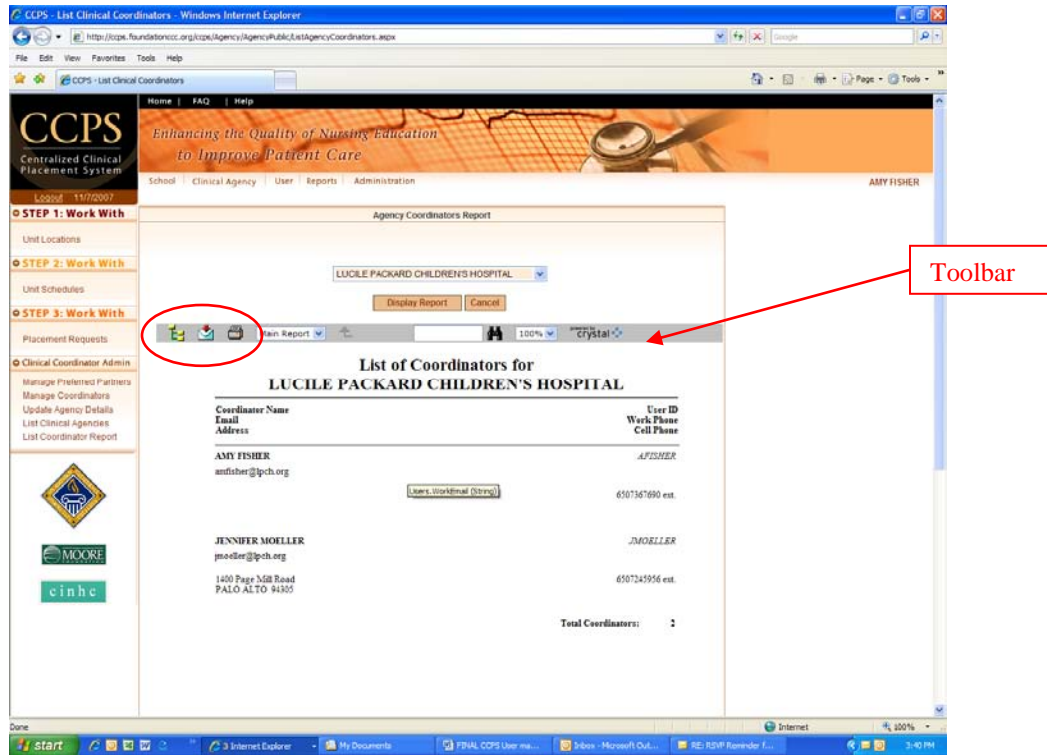 CCPS - List Clinical Coordinators - Windows Internet Explorer
http://ccps.foundationccc.org/ccps/Agency/AgencyPublic/ListAgencyCoordinators.aspx
Google
File Edit View Favorites Tools Help
CCPS - List Clinical Coordinators
Page Tools
Home | FAQ | Help
CCPS
Centralized Clinical
Placement System
Enhancing the Quality of Nursing Education
to Improve Patient Care
Logout 11/7/2007
School Clinical Agency User Reports Administration
AMY FISHER
STEP 1: Work With
Unit Locations
STEP 2: Work With
Unit Schedules
STEP 3: Work With
Placement Requests
Clinical Coordinator Admin
Manage Preferred Partners
Manage Coordinators
Update Agency Details
List Clinical Agencies
List Coordinator Report
MOORE
cinhc
Agency Coordinators Report
LUCILE PACKARD CHILDREN'S HOSPITAL
Display Report Cancel
Main Report 100% powered by crystal
Toolbar
List of Coordinators for
LUCILE PACKARD CHILDREN'S HOSPITAL
Coordinator Name User ID
Email Work Phone
Address Cell Phone
AMY FISHER AFISHER
amfisher@lpch.org
Users.WorkEmail (String)
6507367690 ext.
JENNIFER MOELLER JMOELLER
jmoeller@lpch.org
1400 Page Mill Road 6507245956 ext.
PALO ALTO 94305
Total Coordinators: 2
Done Internet 100%
start 3 Internet Explorer My Documents FINAL CCPS User ma... Inbox - Microsoft Out... RE: RSVP Reminder f... 3:40 PM